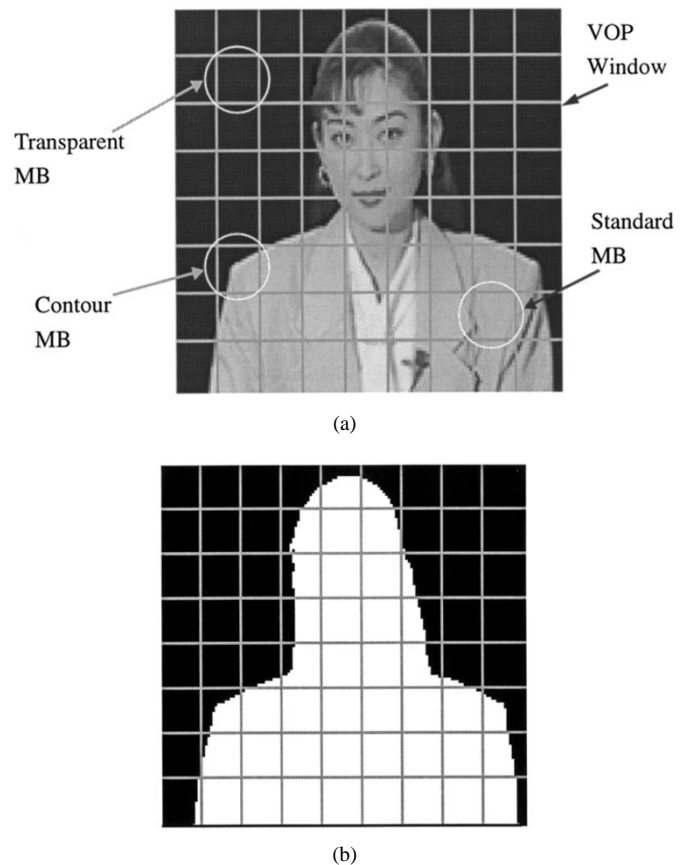 VOP
Window
Transparent
MB
Standard
MB
Contour
MB
(a)
(b)